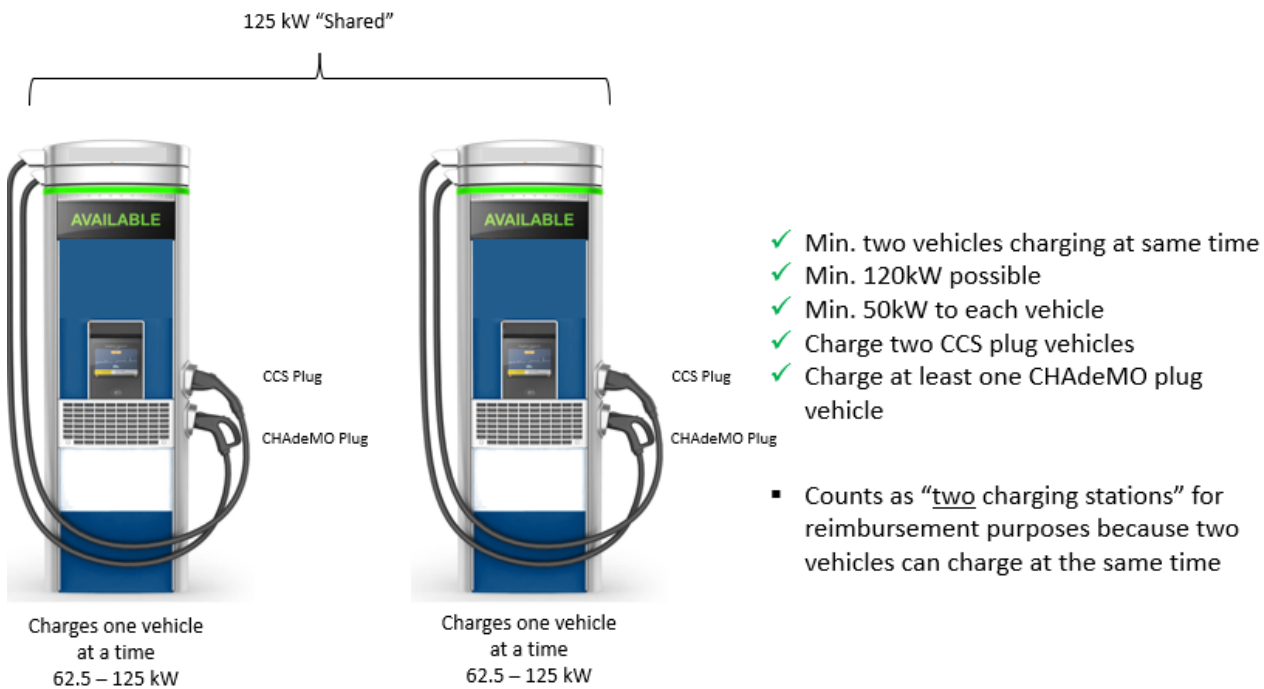 125 kW “Shared”
AVAILABLE
AVAILABLE
CCS Plug
CHAdeMO Plug
CCS Plug
CHAdeMO Plug
Charges one vehicle
at a time
62.5 – 125 kW
Charges one vehicle
at a time
62.5 – 125 kW
✓ Min. two vehicles charging at same time
✓ Min. 120kW possible
✓ Min. 50kW to each vehicle
✓ Charge two CCS plug vehicles
✓ Charge at least one CHAdeMO plug
vehicle
▪ Counts as “two charging stations” for
reimbursement purposes because two
vehicles can charge at the same time